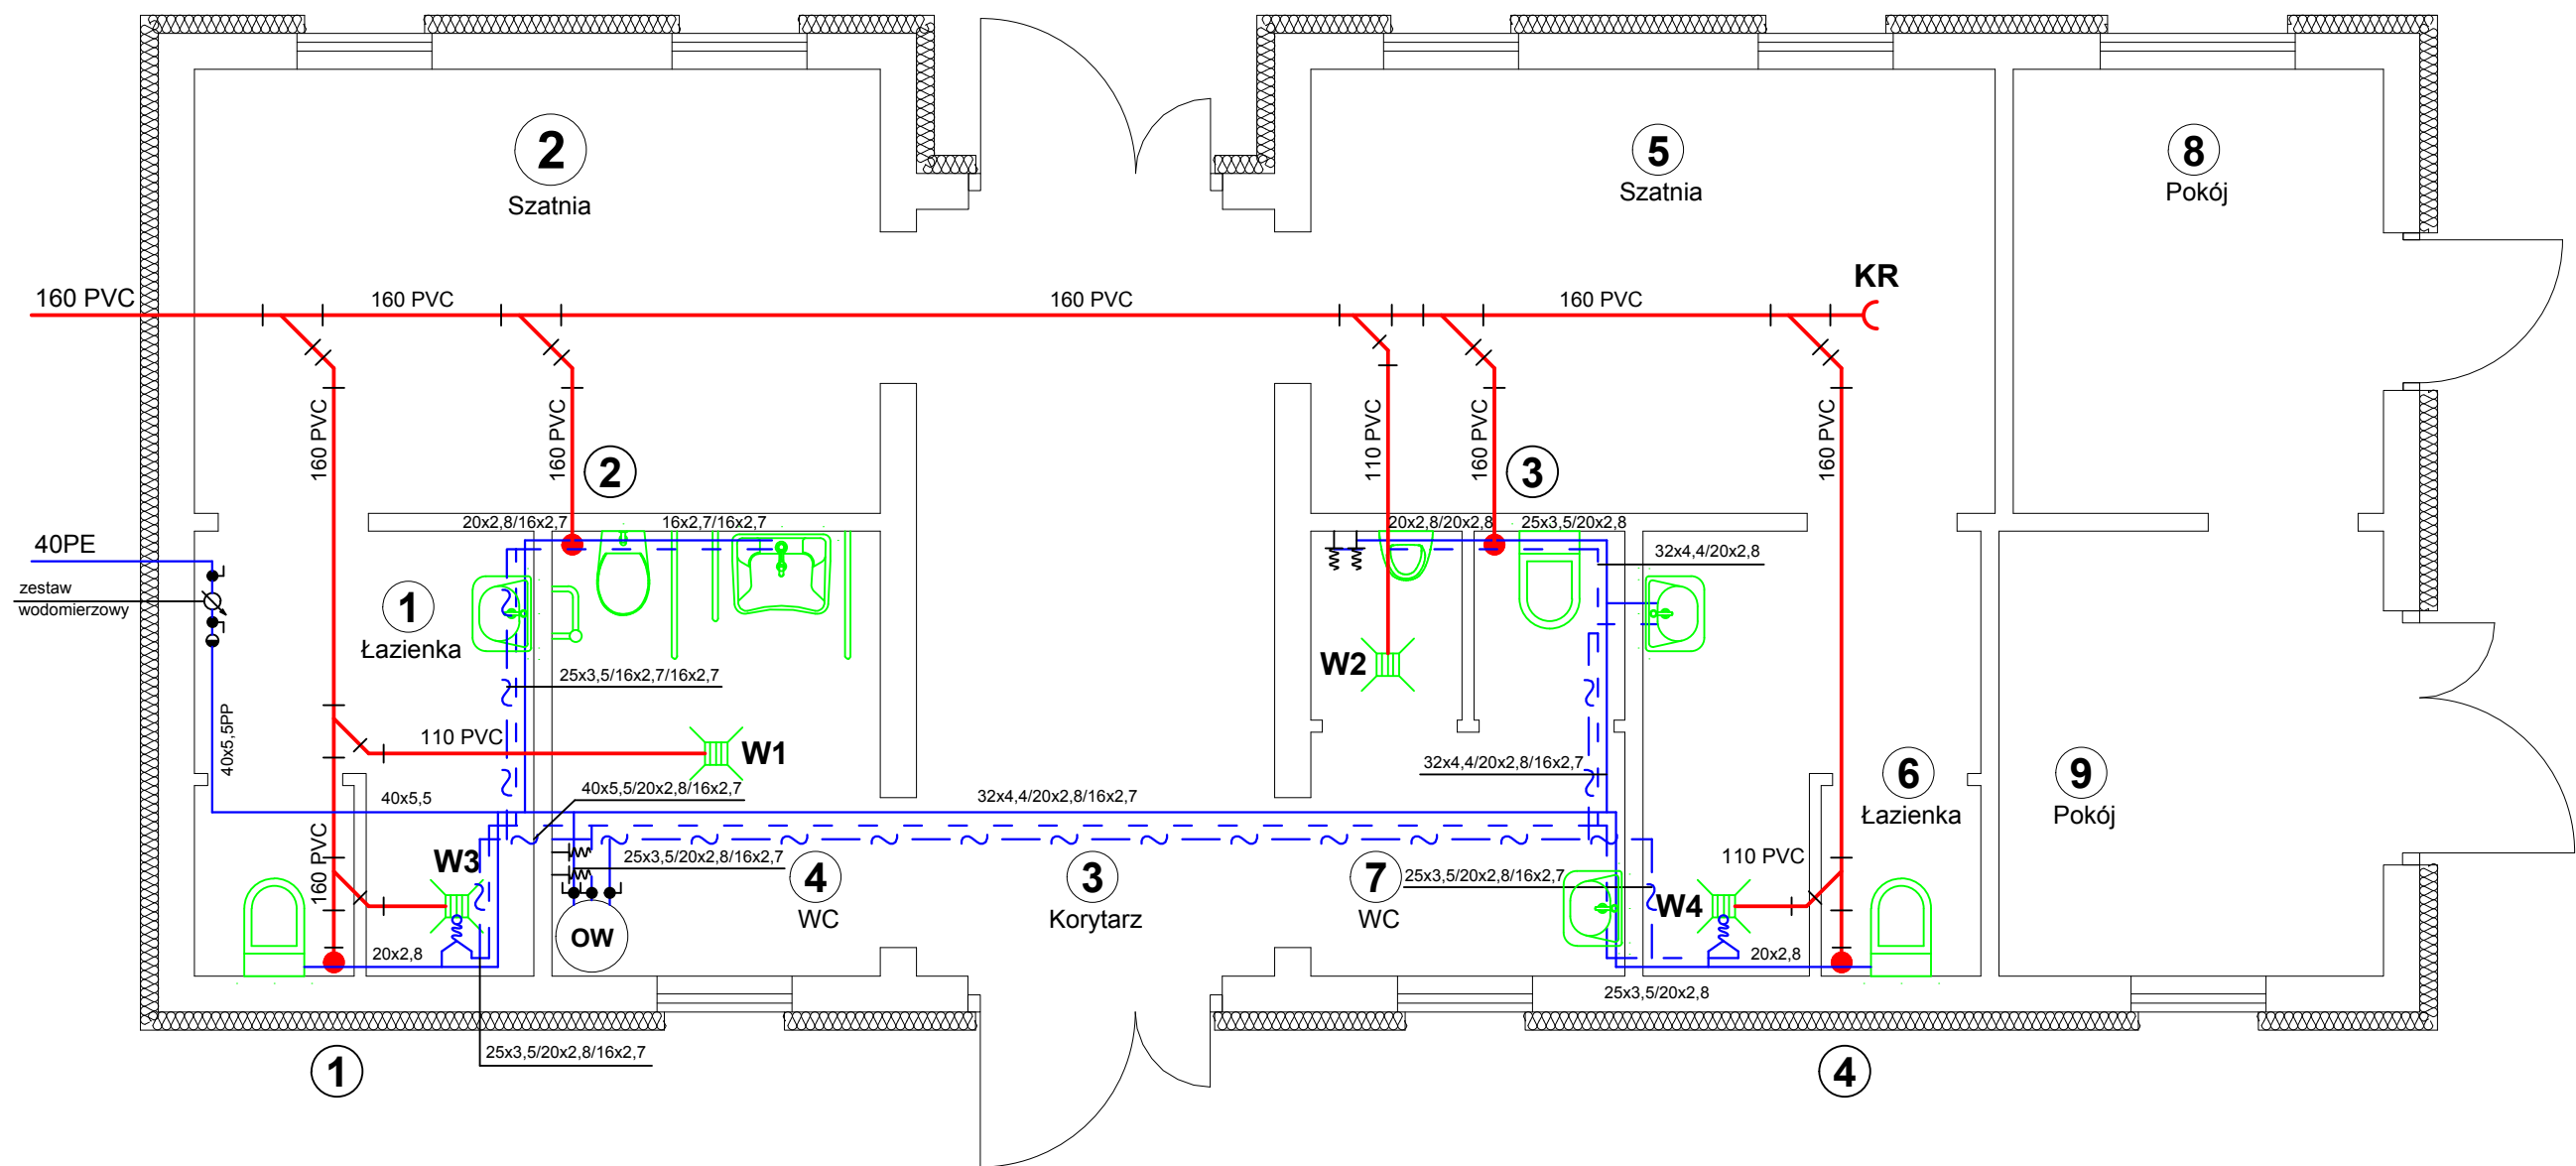 2
Szatnia
5
Szatnia
8
Pokój
KR
160 PVC
160 PVC
160 PVC
160 PVC
160 PVC
160 PVC
110 PVC
160 PVC
160 PVC
2
3
20x2,8/16x2,7
16x2,7/16x2,7
20x2,8/20x2,8
25x3,5/20x2,8
40PE
32x4,4/20x2,8
zestaw
wodomierzowy
1
Łazienka
W2
25x3,5/16x2,7/16x2,7
40x5,5PP
110 PVC
W1
32x4,4/20x2,8/16x2,7
6
Łazienka
9
Pokój
40x5,5
40x5,5/20x2,8/16x2,7
32x4,4/20x2,8/16x2,7
160 PVC
W3
25x3,5/20x2,8/16x2,7
4
WC
3
Korytarz
7
WC
25x3,5/20x2,8/16x2,7
W4
110 PVC
OW
20x2,8
20x2,8
25x3,5/20x2,8
25x3,5/20x2,8/16x2,7
1
4